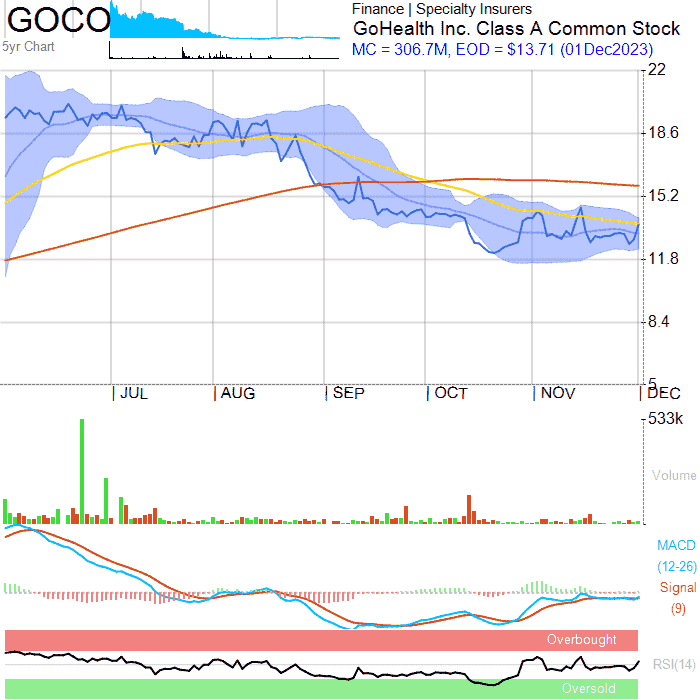 GOCO
Finance | Specialty Insurers
GoHealth Inc. Class A Common Stock
5yr Chart
MC = 306.7M, EOD = $13.71 (01Dec2023)
22
18.6
15.2
11.8
8.4
5
JUL AUG SEP OCT NOV DEC
533k
Volume
MACD
(12-26)
Signal
(9)
Overbought
RSI(14)
Oversold